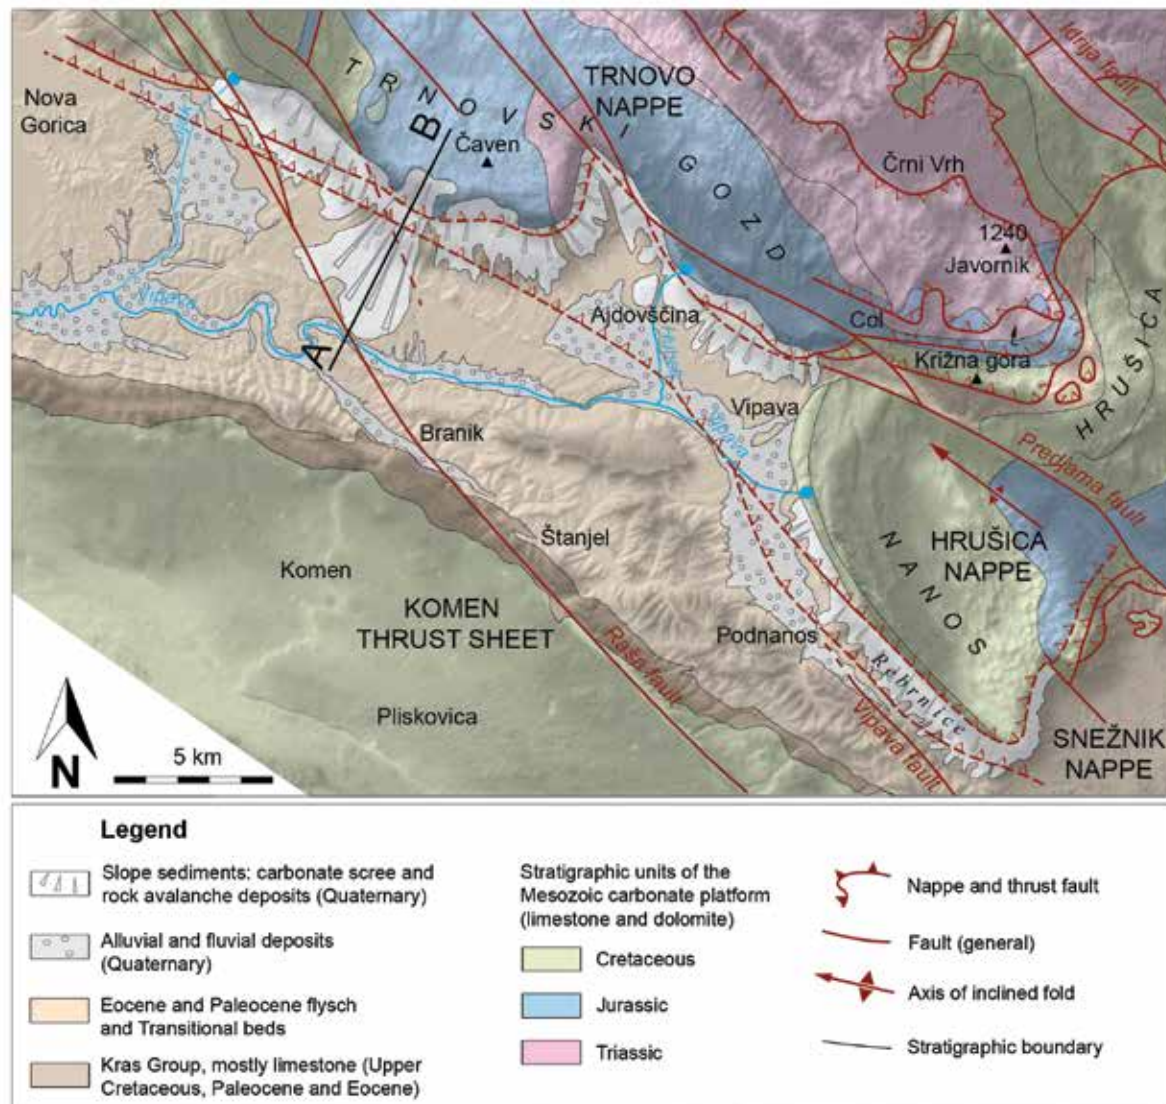 Nova
Gorica
TRNOVSKI GOZD
TRNOVO
NAPPE
Idrija fault
B
Čaven
Črni Vrh
1240
Javornik
Vipava
Ajdovščina
Col
Križna gora
HRUŠICA
A
Vipava
Vipava
Branik
Predjama fault
Štanjel
NANOS
HRUŠICA
NAPPE
Komen
KOMEN
THRUST SHEET
Podnanos
Raša fault
Rebrnice
Pliskovica
Vipava fault
SNEŽNIK
NAPPE
N
5 km
Legend
Slope sediments: carbonate scree and
rock avalanche deposits (Quaternary)
Alluvial and fluvial deposits
(Quaternary)
Eocene and Paleocene flysch
and Transitional beds
Kras Group, mostly limestone (Upper
Cretaceous, Paleocene and Eocene)
Stratigraphic units of the
Mesozoic carbonate platform
(limestone and dolomite)
Cretaceous
Jurassic
Triassic
Nappe and thrust fault
Fault (general)
Axis of inclined fold
Stratigraphic boundary